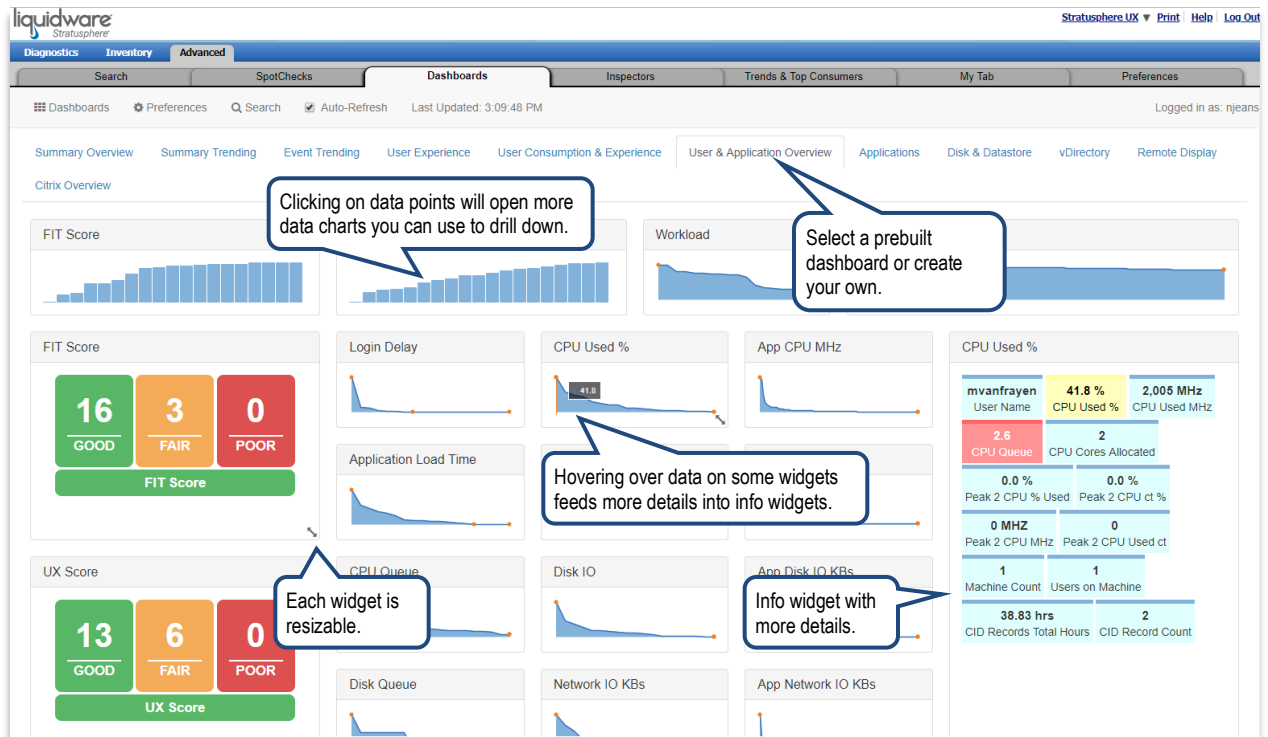 liquidware
Stratusphere
Stratusphere UX ▼ Print Help Log Out
Diagnostics Inventory Advanced
Search SpotChecks Dashboards Inspectors Trends & Top Consumers My Tab Preferences
Dashboards Preferences Search Auto-Refresh Last Updated: 3:09:48 PM Logged in as: njeans
Summary Overview Summary Trending Event Trending User Experience User Consumption & Experience User & Application Overview Applications Disk & Datastore vDirectory Remote Display
Citrix Overview
Clicking on data points will open more
data charts you can use to drill down.
Select a prebuilt
dashboard or create
your own.
FIT Score
Workload
FIT Score
16 GOOD
3 FAIR
0 POOR
FIT Score
Login Delay
CPU Used %
41.8
App CPU MHz
Application Load Time
Hovering over data on some widgets
feeds more details into info widgets.
CPU Used %
mvanfrayen 41.8 % 2,005 MHz
User Name CPU Used % CPU Used MHz
2.6 2
CPU Queue CPU Cores Allocated
0.0 % 0.0 %
Peak 2 CPU % Used Peak 2 CPU ct %
0 MHZ 0
Peak 2 CPU MHz Peak 2 CPU Used ct
1 1
Machine Count Users on Machine
38.83 hrs 2
CID Records Total Hours CID Record Count
UX Score
13 GOOD
6 FAIR
0 POOR
UX Score
Each widget is
resizable.
CPU Queue
Disk IO
App Disk IO KBs
Info widget with
more details.
Disk Queue
Network IO KBs
App Network IO KBs